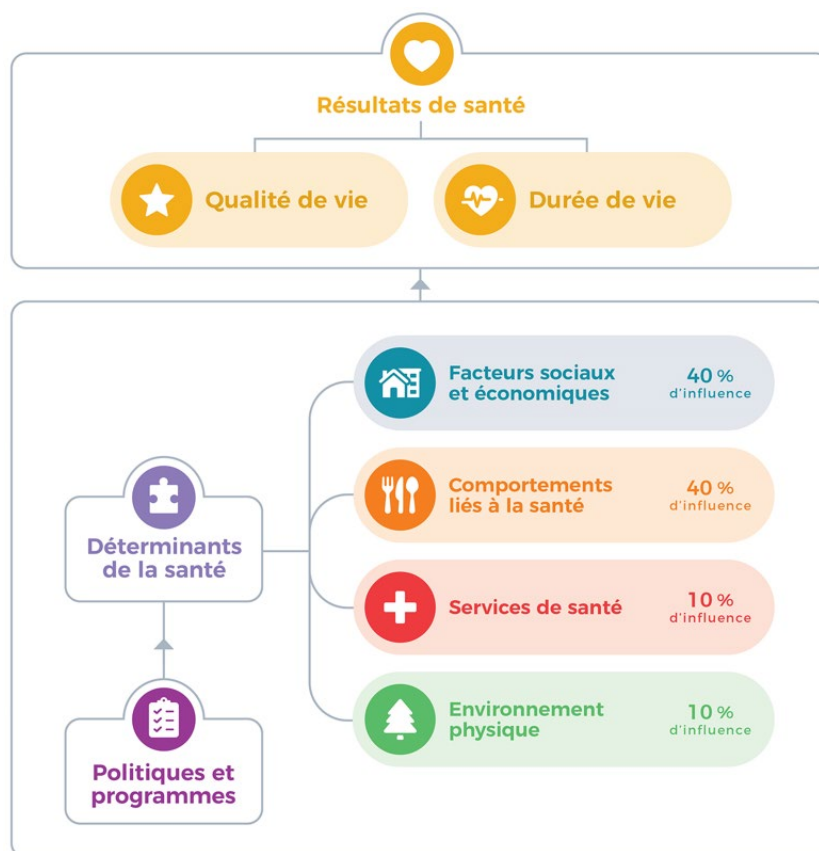 Résultats de santé
Qualité de vie
Durée de vie
Facteurs sociaux
et économiques
40 %
d'influence
Comportements
liés à la santé
40 %
d'influence
Déterminants
de la santé
Services de santé
10 %
d'influence
Environnement
physique
10 %
d'influence
Politiques et
programmes